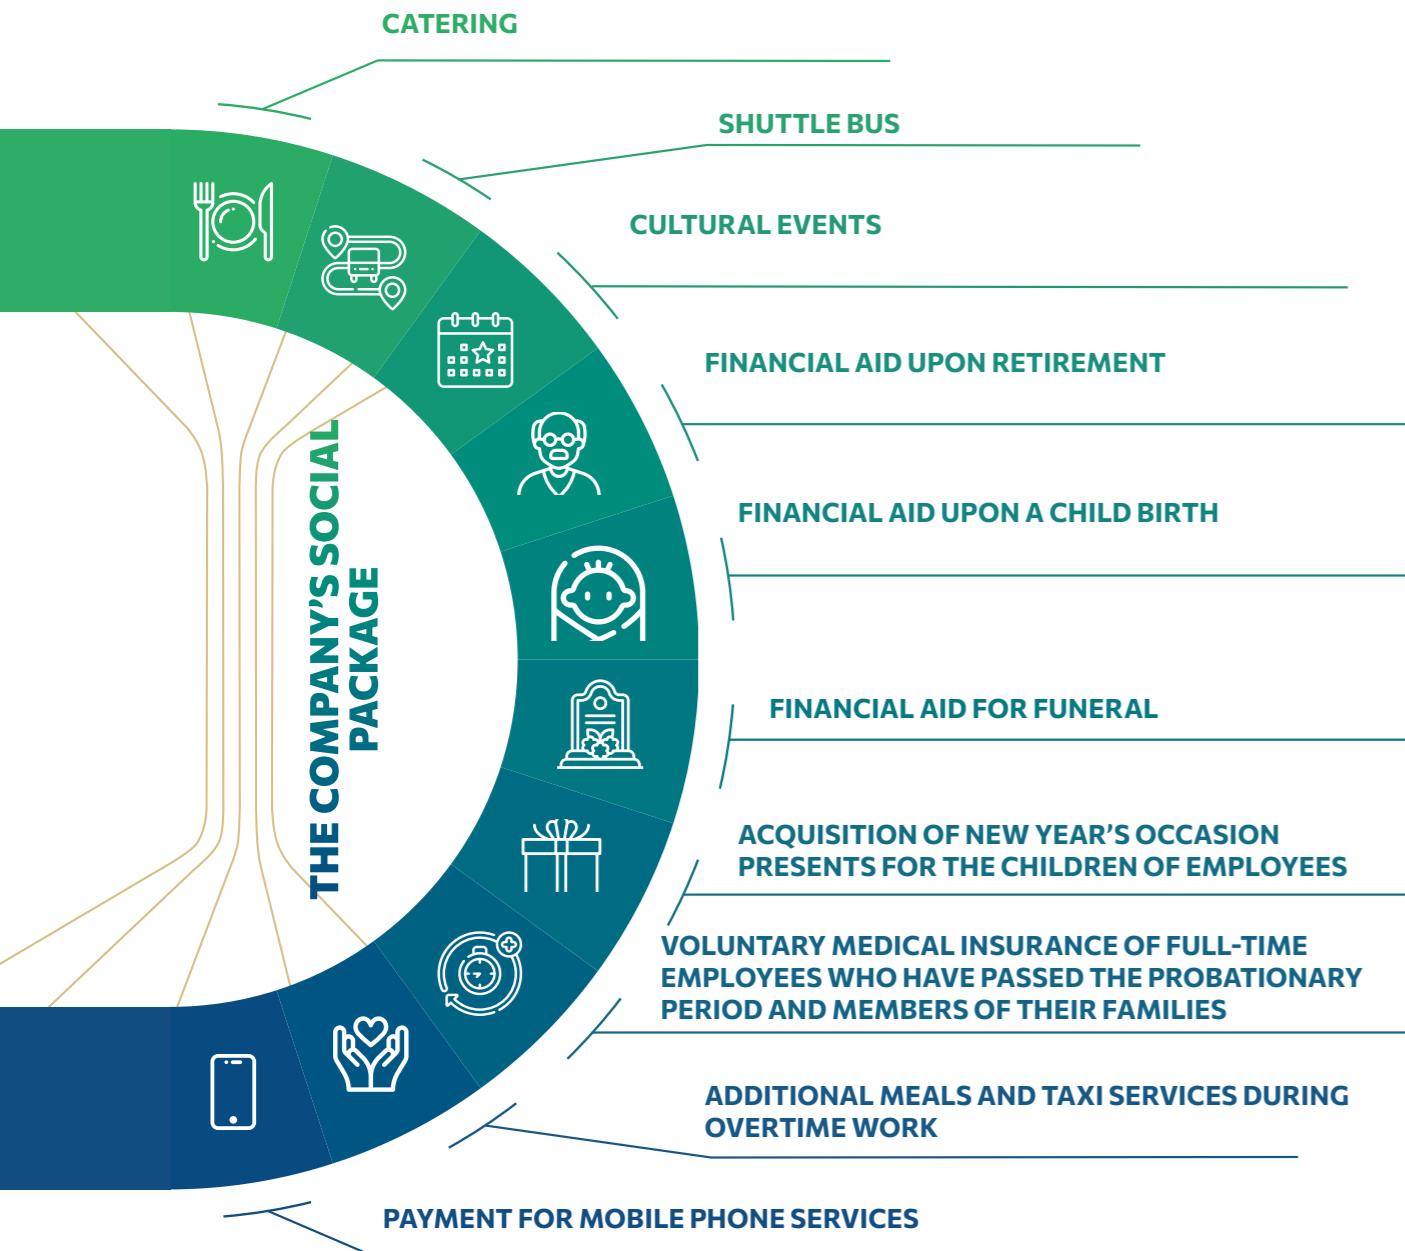 CATERING
SHUTTLE BUS
CULTURAL EVENTS
FINANCIAL AID UPON RETIREMENT
FINANCIAL AID UPON A CHILD BIRTH
THE COMPANY'S SOCIAL
PACKAGE
FINANCIAL AID FOR FUNERAL
ACQUISITION OF NEW YEAR'S OCCASION
PRESENTS FOR THE CHILDREN OF EMPLOYEES
VOLUNTARY MEDICAL INSURANCE OF FULL-TIME
EMPLOYEES WHO HAVE PASSED THE PROBATIONARY
PERIOD AND MEMBERS OF THEIR FAMILIES
ADDITIONAL MEALS AND TAXI SERVICES DURING
OVERTIME WORK
PAYMENT FOR MOBILE PHONE SERVICES